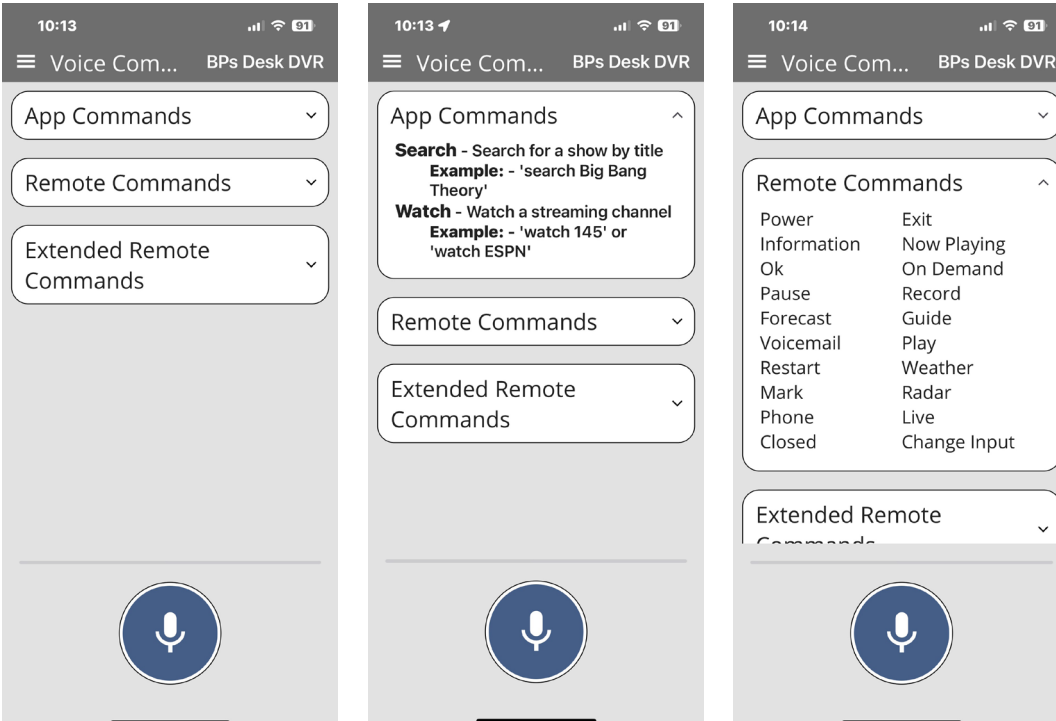 10:13
91
Voice Com...
BPs Desk DVR
App Commands
Remote Commands
Extended Remote
Commands
10:13
91
Voice Com...
BPs Desk DVR
App Commands
Search - Search for a show by title
Example: - 'search Big Bang
Theory'
Watch - Watch a streaming channel
Example: - 'watch 145' or
'watch ESPN'
Remote Commands
Extended Remote
Commands
10:14
91
Voice Com...
BPs Desk DVR
App Commands
Remote Commands
Power Exit
Information Now Playing
Ok On Demand
Pause Record
Forecast Guide
Voicemail Play
Restart Weather
Mark Radar
Phone Live
Closed Change Input
Extended Remote
Commands